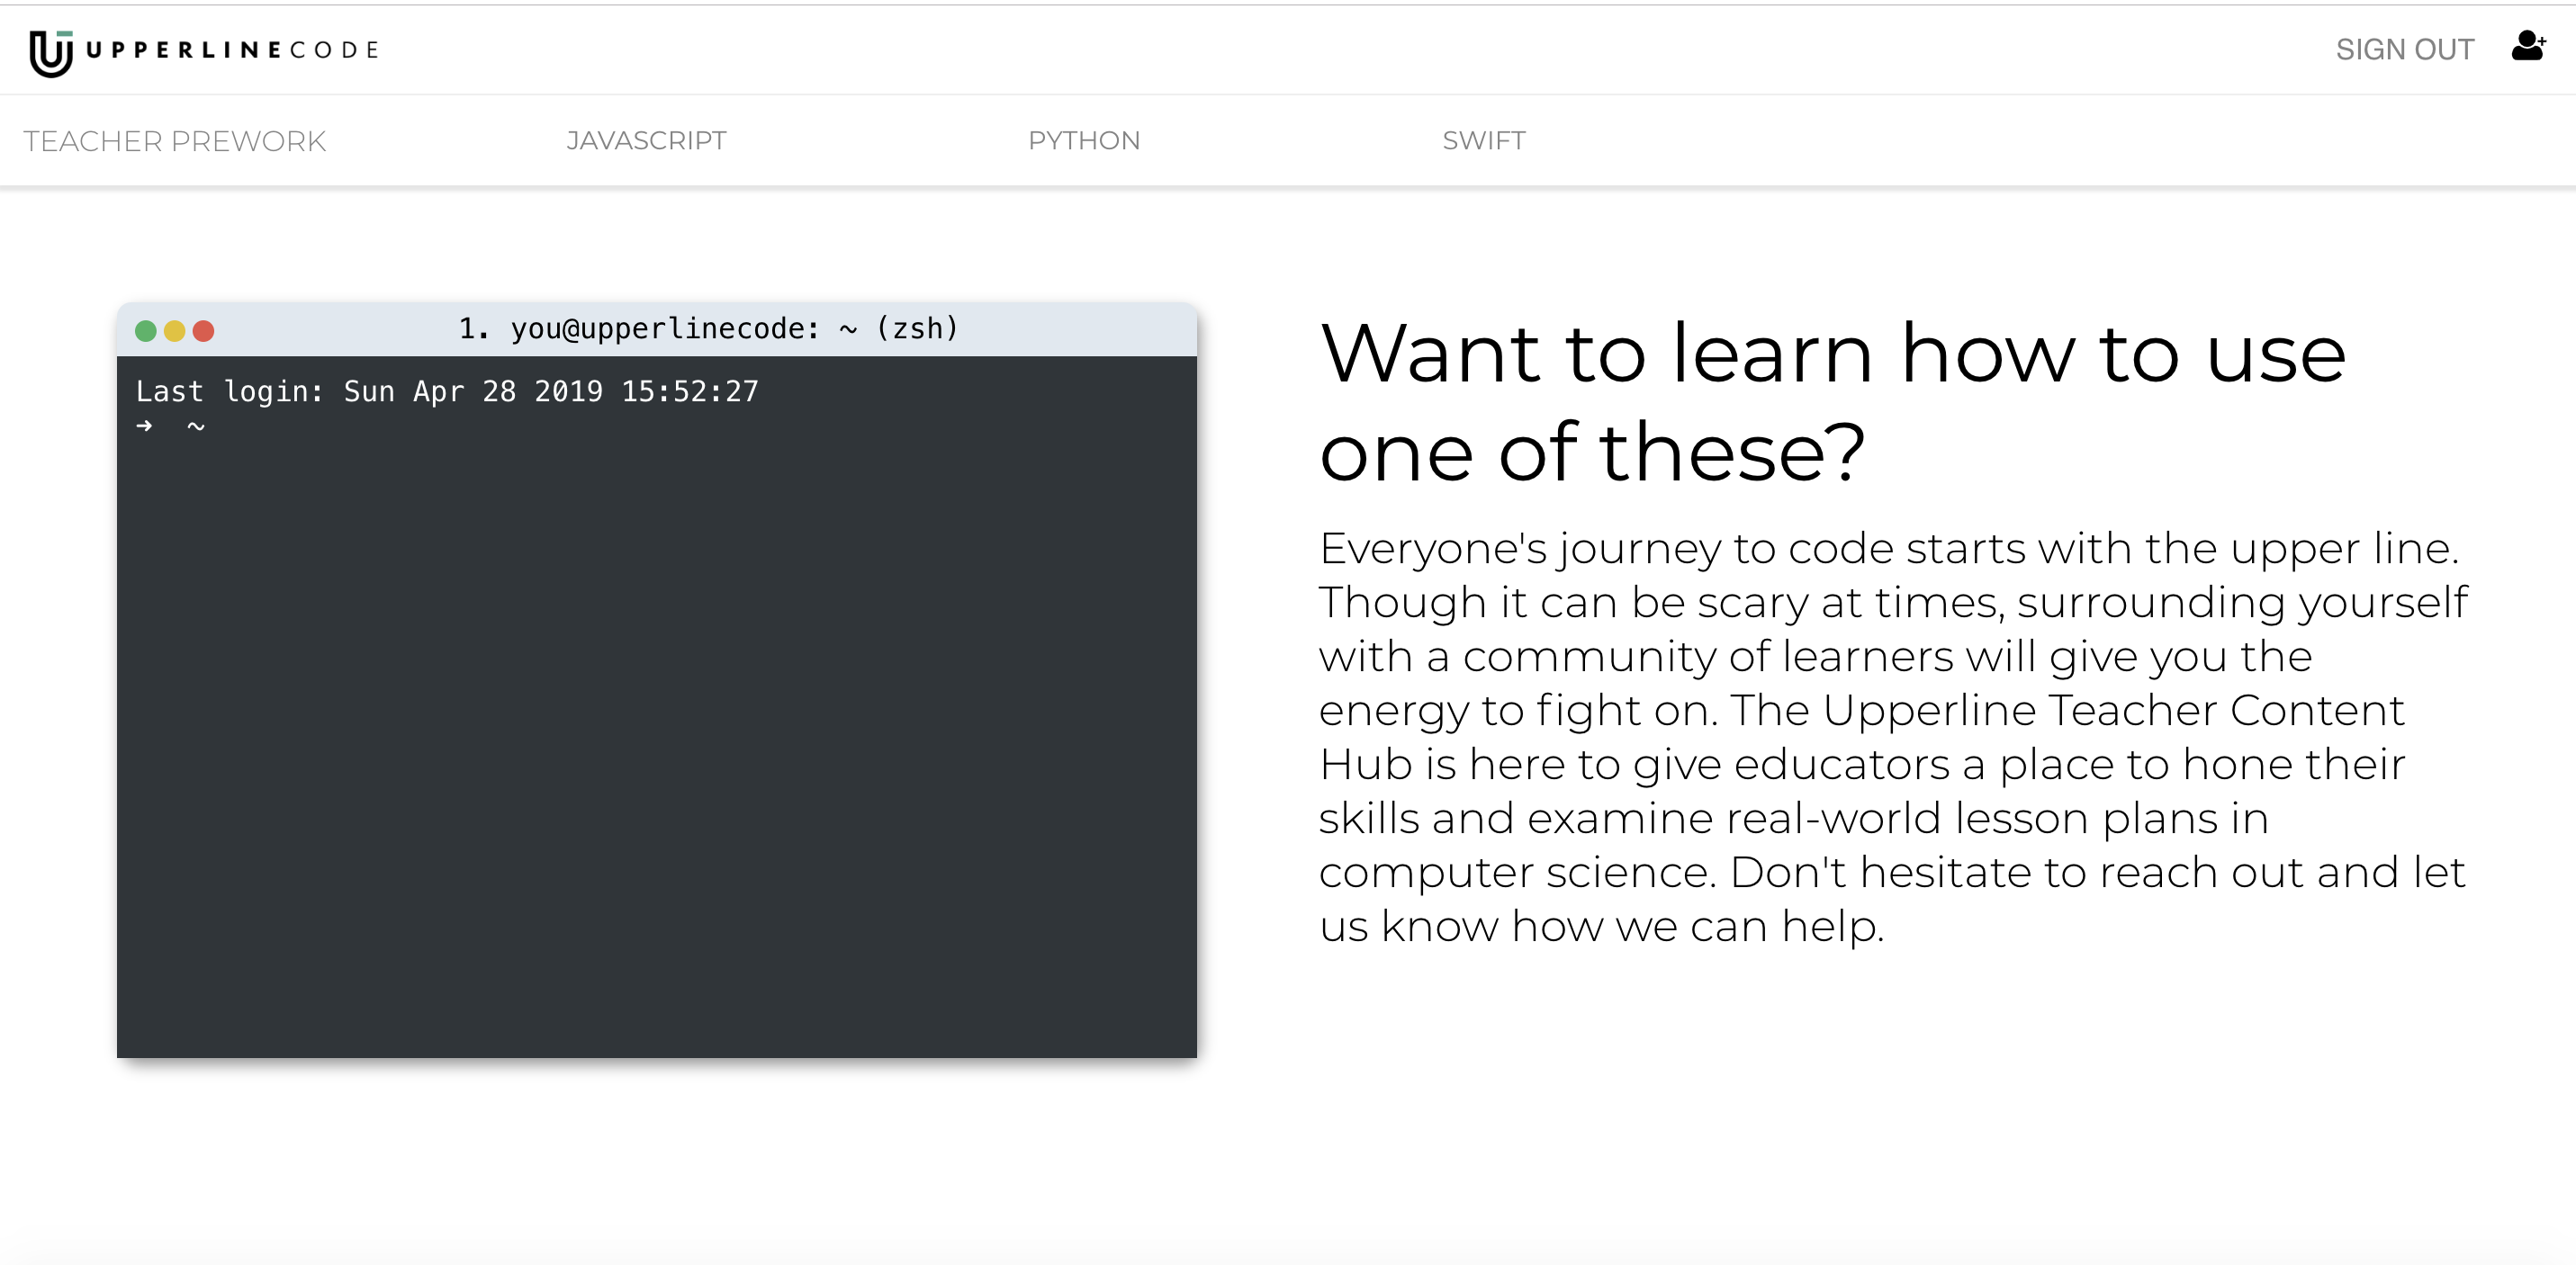 UPPERLINECODE
SIGN OUT
TEACHER PREWORK
JAVASCRIPT
PYTHON
SWIFT
1. you@upperlinecode: ~ (zsh)
Last login: Sun Apr 28 2019 15:52:27
➜ ~
Want to learn how to use
one of these?
Everyone's journey to code starts with the upper line.
Though it can be scary at times, surrounding yourself
with a community of learners will give you the
energy to fight on. The Upperline Teacher Content
Hub is here to give educators a place to hone their
skills and examine real-world lesson plans in
computer science. Don't hesitate to reach out and let
us know how we can help.